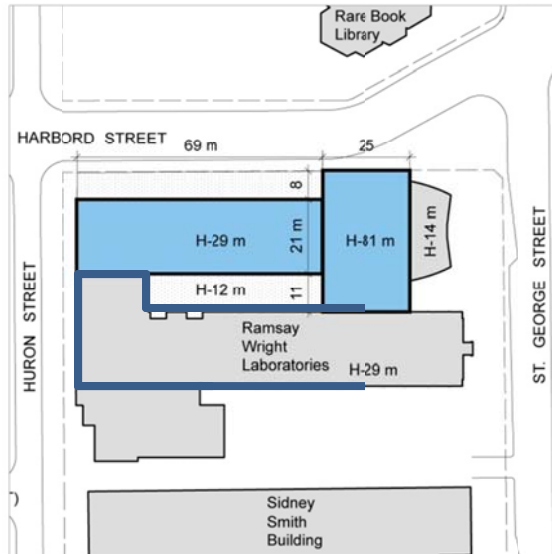 Rare Book
Library
HARBORD STREET
69 m
25
8
H-29 m
21 m
H-81 m
H-14 m
H-12 m
11
HURON STREET
ST. GEORGE STREET
Ramsay
Wright
Laboratories
H-29 m
Sidney
Smith
Building